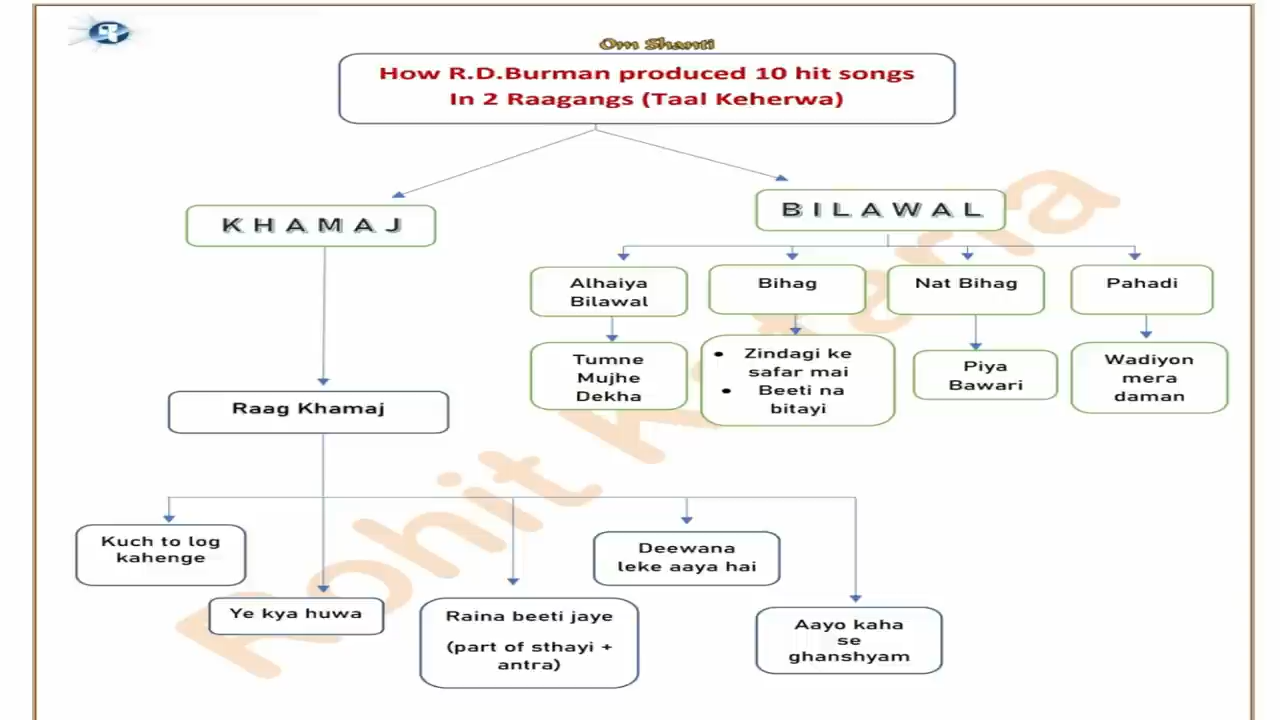 Om Shanti
How R.D.Burman produced 10 hit songs
In 2 Raagangs (Taal Keherwa)
KHAMAJ
BILAWAL
Alhaiya
Bilawal
Bihag
Nat Bihag
Pahadi
Tumne
Mujhe
Dekha
• Zindagi ke
safar mai
• Beeti na
bitayi
Piya
Bawari
Wadiyon
mera
daman
Raag Khamaj
Kuch to log
kahenge
Ye kya huwa
Raina beeti jaye
(part of sthayi +
antra)
Deewana
leke aaya hai
Aayo kaha
se
ghanshyam